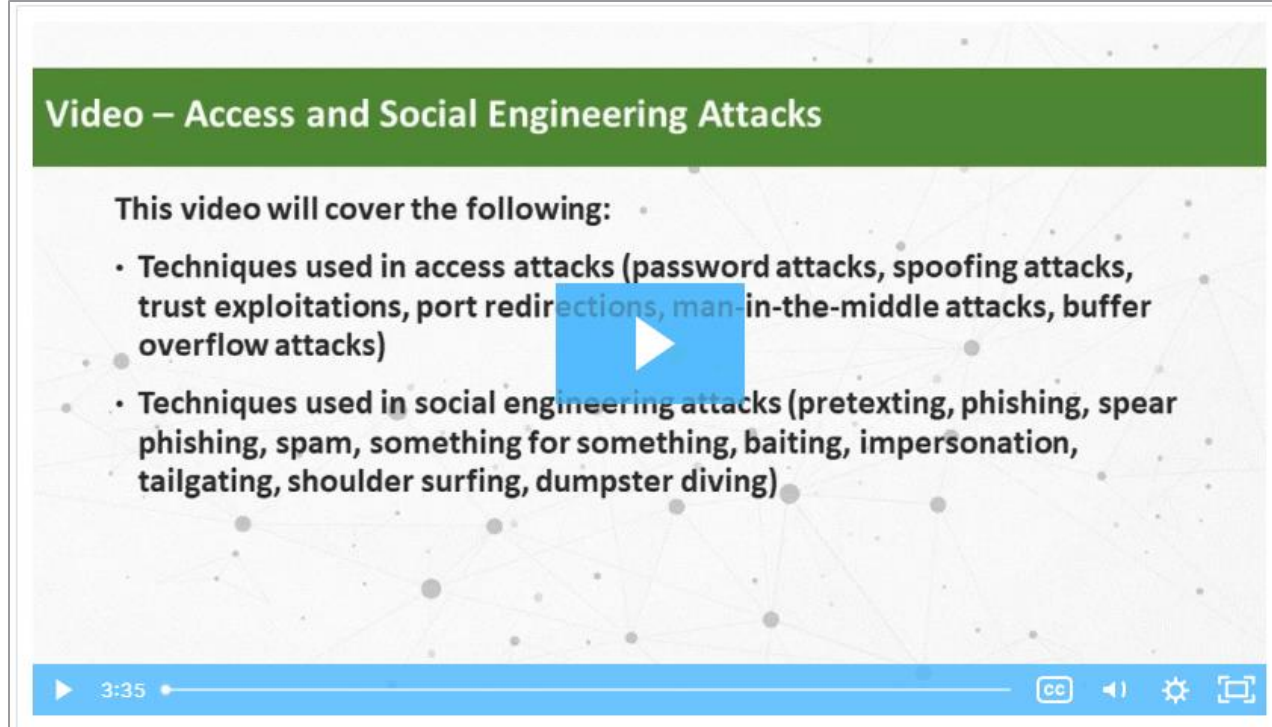 Video – Access and Social Engineering Attacks
This video will cover the following:
• Techniques used in access attacks (password attacks, spoofing attacks,
trust exploitations, port redirections, man-in-the-middle attacks, buffer
overflow attacks)
• Techniques used in social engineering attacks (pretexting, phishing, spear
phishing, spam, something for something, baiting, impersonation,
tailgating, shoulder surfing, dumpster diving)
3:35
CC